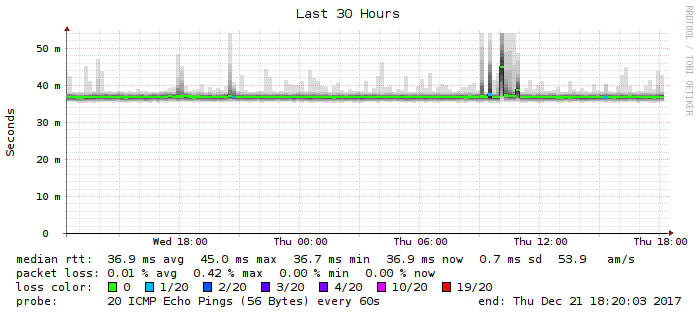 Last 30 Hours
RRDTOOL / TOBI OETIKER
Seconds
50 m
40 m
30 m
20 m
10 m
0
Wed 18:00 Thu 00:00 Thu 06:00 Thu 12:00 Thu 18:00
median rtt: 36.9 ms avg 45.0 ms max 36.7 ms min 36.9 ms now 0.7 ms sd 53.9 am/s
packet loss: 0.01 % avg 0.42 % max 0.00 % min 0.00 % now
loss color: 0 1/20 2/20 3/20 4/20 10/20 19/20
probe: 20 ICMP Echo Pings (56 Bytes) every 60s end: Thu Dec 21 18:20:03 2017